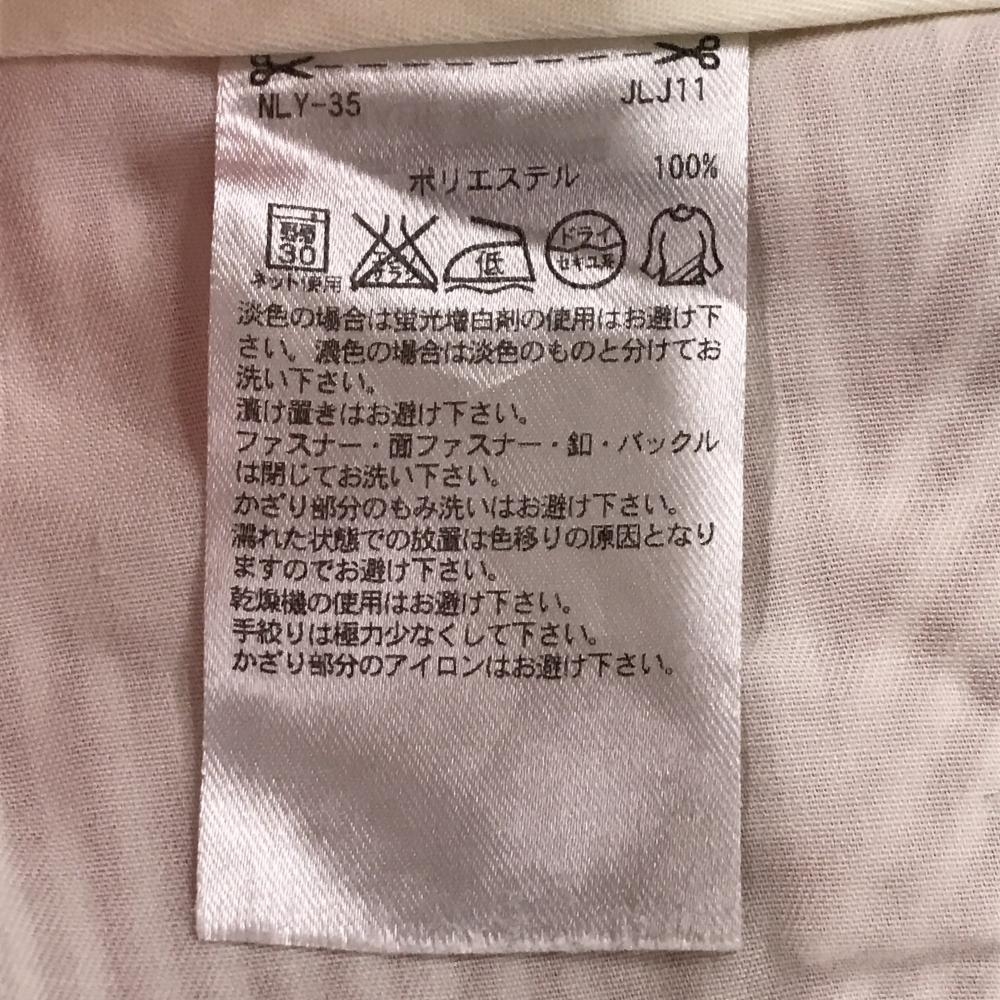 NLY-35 JLJ11
ポリエステル 100%
弱 30 エンソ サラシ 低 ドライ セキユ系
ネット使用
淡色の場合は蛍光増白剤の使用はお避け下
さい。濃色の場合は淡色のものと分けてお
洗い下さい。
漬け置きはお避け下さい。
ファスナー・面ファスナー・釦・バックル
は閉じてお洗い下さい。
かざり部分のもみ洗いはお避け下さい。
濡れた状態での放置は色移りの原因となり
ますのでお避け下さい。
乾燥機の使用はお避け下さい。
手絞りは極力少なくして下さい。
かざり部分のアイロンはお避け下さい。